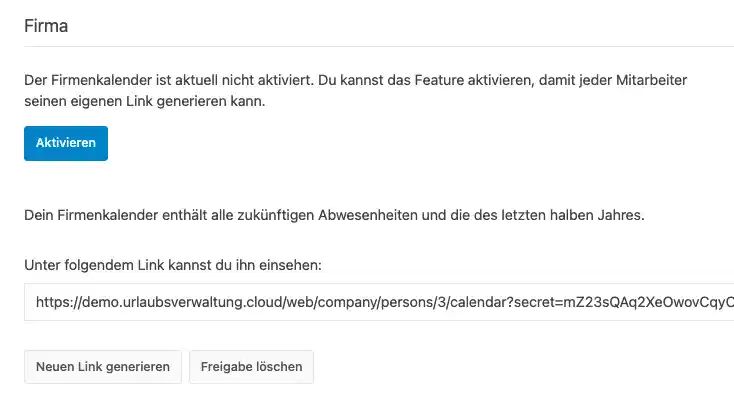 Firma
Der Firmenkalender ist aktuell nicht aktiviert. Du kannst das Feature aktivieren, damit jeder Mitarbeiter
seinen eigenen Link generieren kann.
Aktivieren
Dein Firmenkalender enthält alle zukünftigen Abwesenheiten und die des letzten halben Jahres.
Unter folgendem Link kannst du ihn einsehen:
https://demo.urlaubsverwaltung.cloud/web/company/persons/3/calendar?secret=mZ23sQAq2XeOwovCqyC
Neuen Link generieren
Freigabe löschen